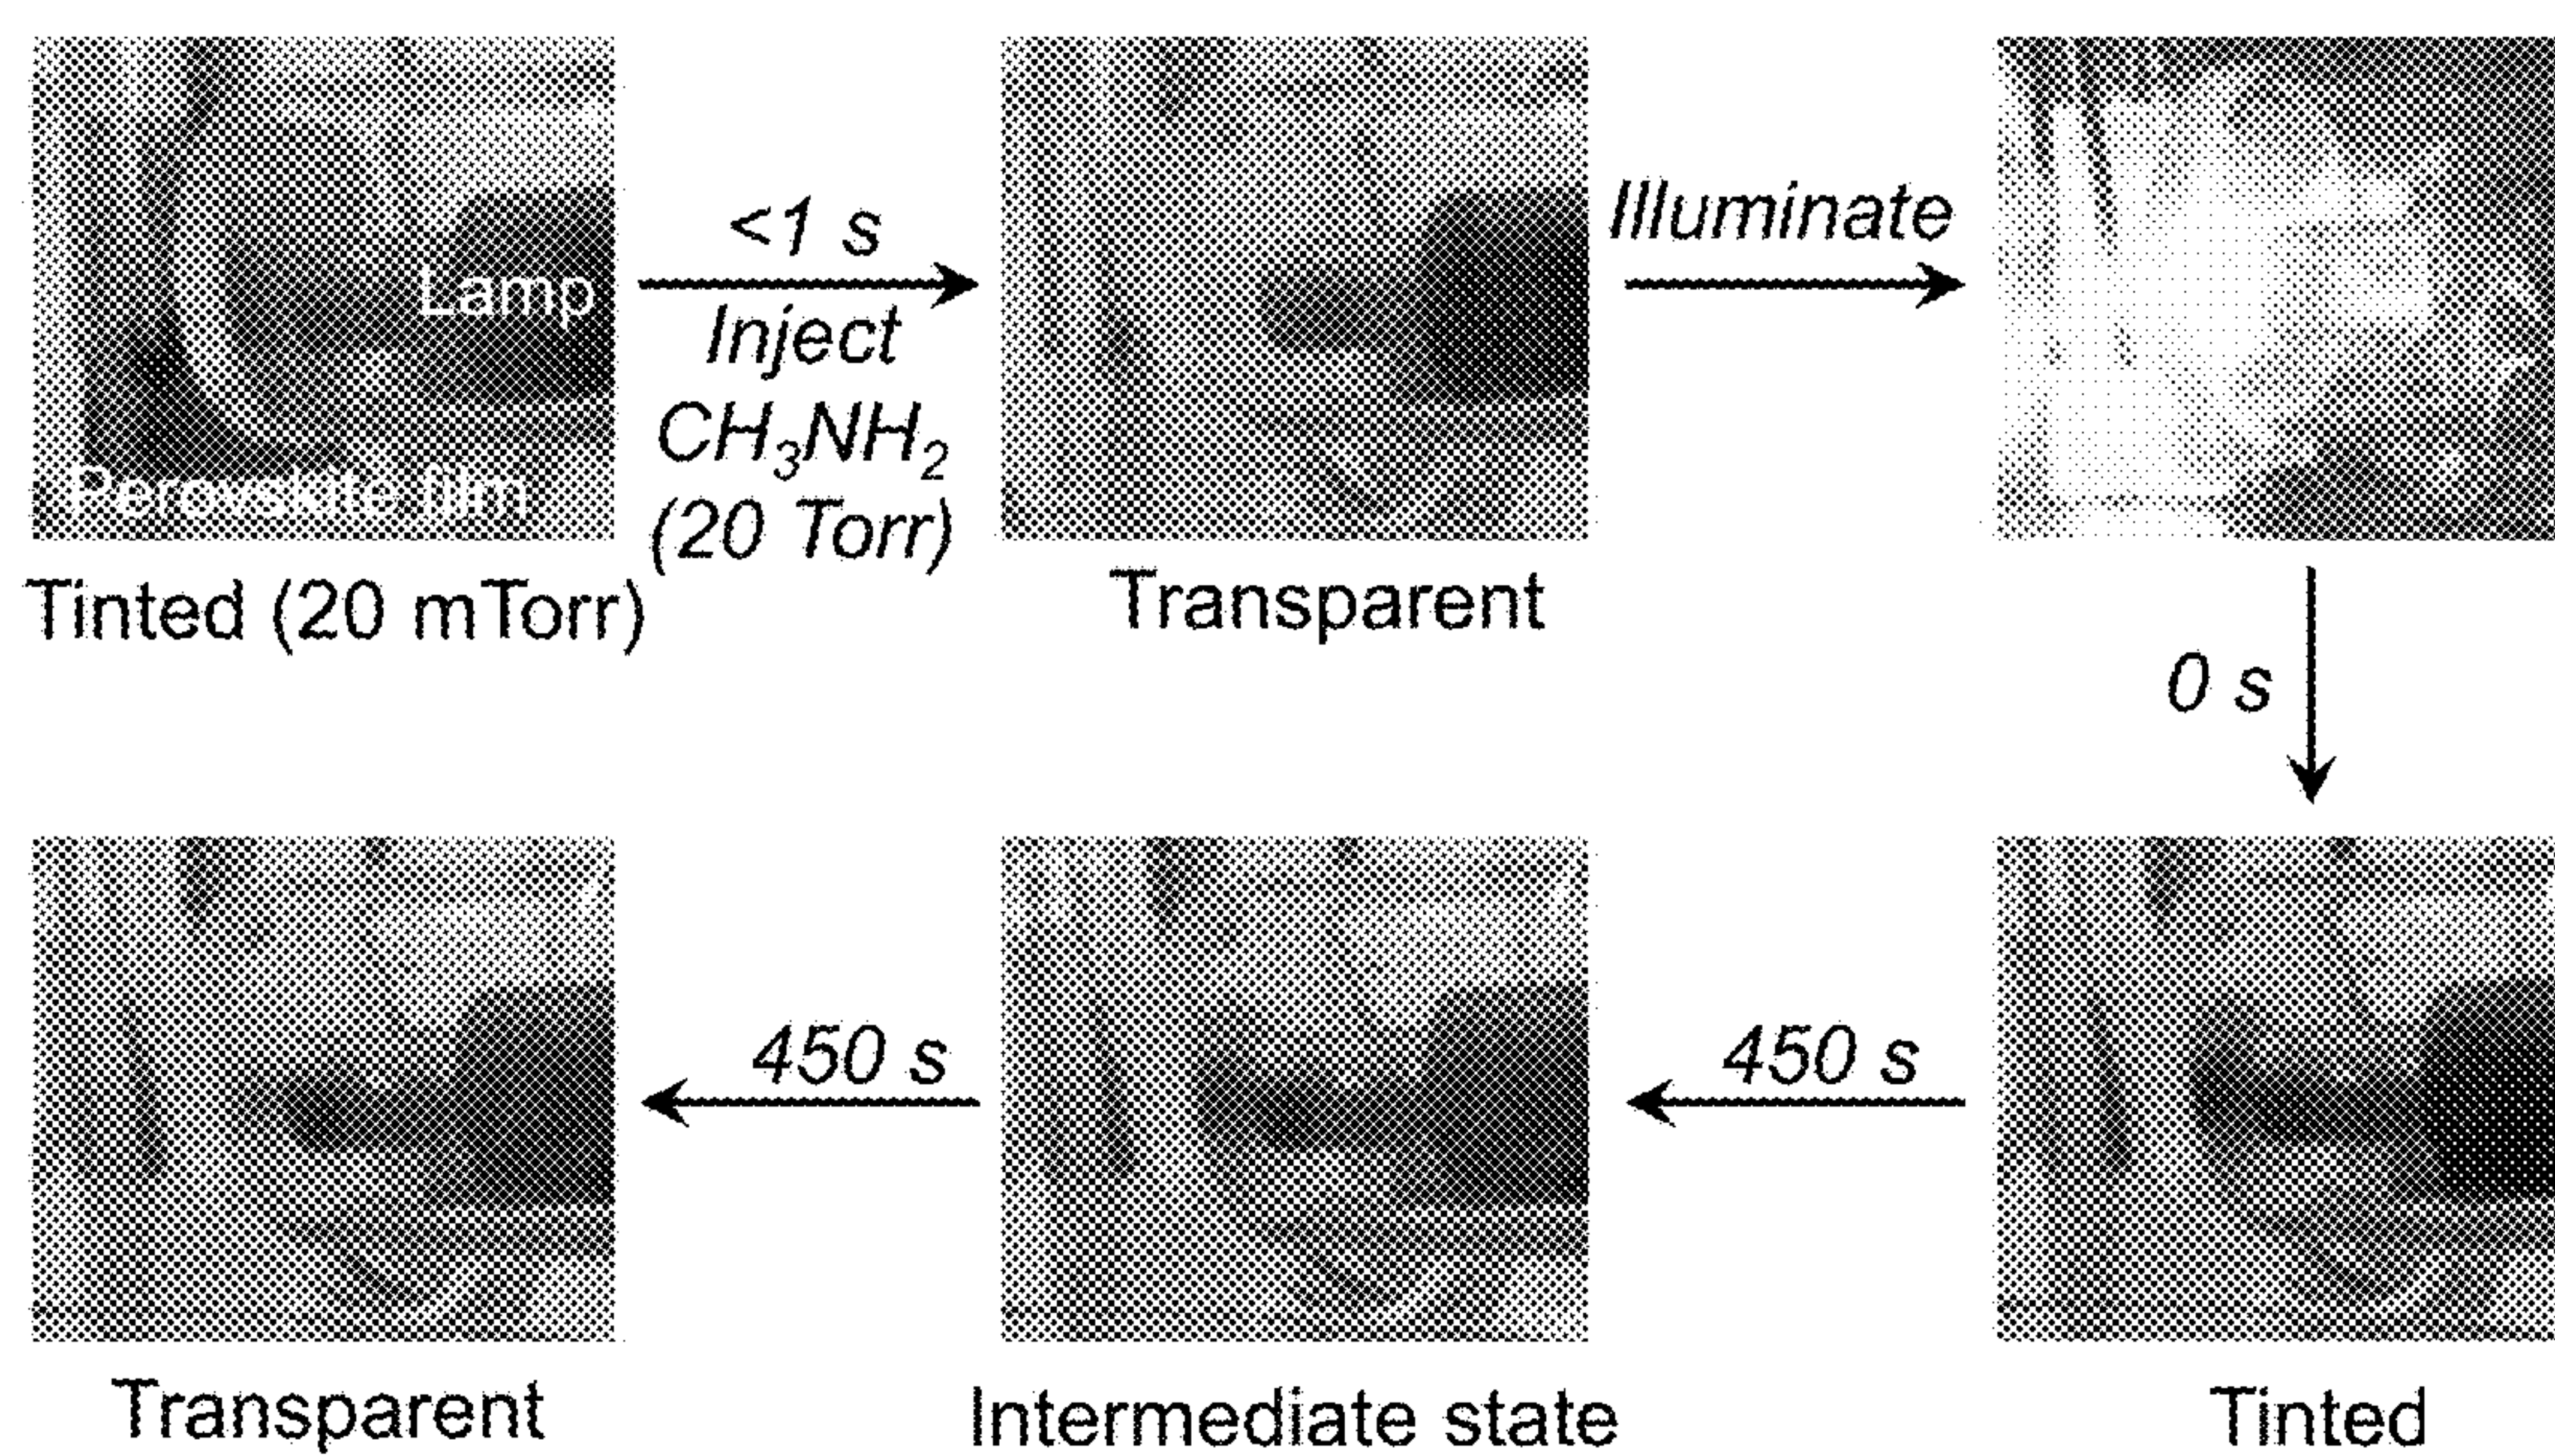 Lamp
Perovskite film
Tinted (20 mTorr)
<1 s
Inject
CH₃NH₂
(20 Torr)
Transparent
Illuminate
0 s
Tinted
450 s
Intermediate state
450 s
Transparent